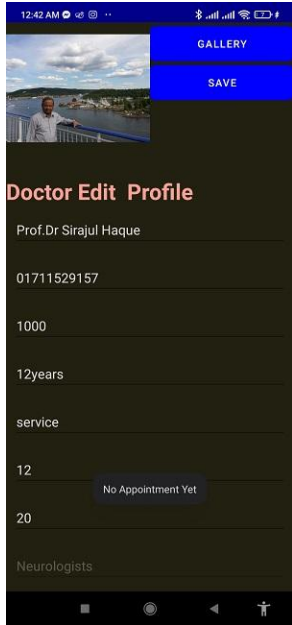 12:42 AM
GALLERY
SAVE
Doctor Edit Profile
Prof.Dr Sirajul Haque
01711529157
1000
12years
service
12
No Appointment Yet
20
Neurologists